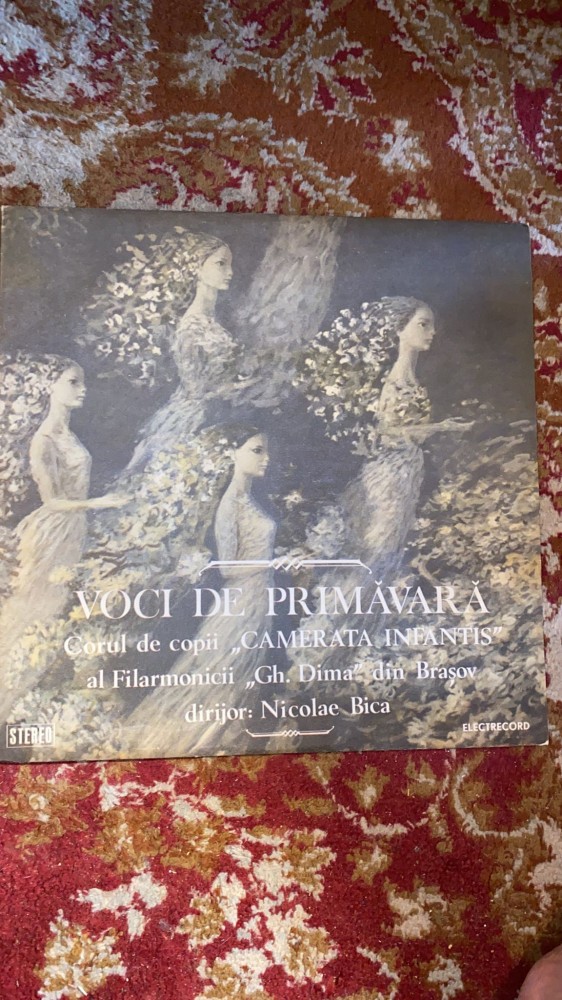 VOCI DE PRIMĂVARĂ
Corul de copii „CAMERATA INFANTIS”
al Filarmonicii „Gh. Dima” din Brașov
dirijor: Nicolae Bica
STEREO
ELECTRECORD